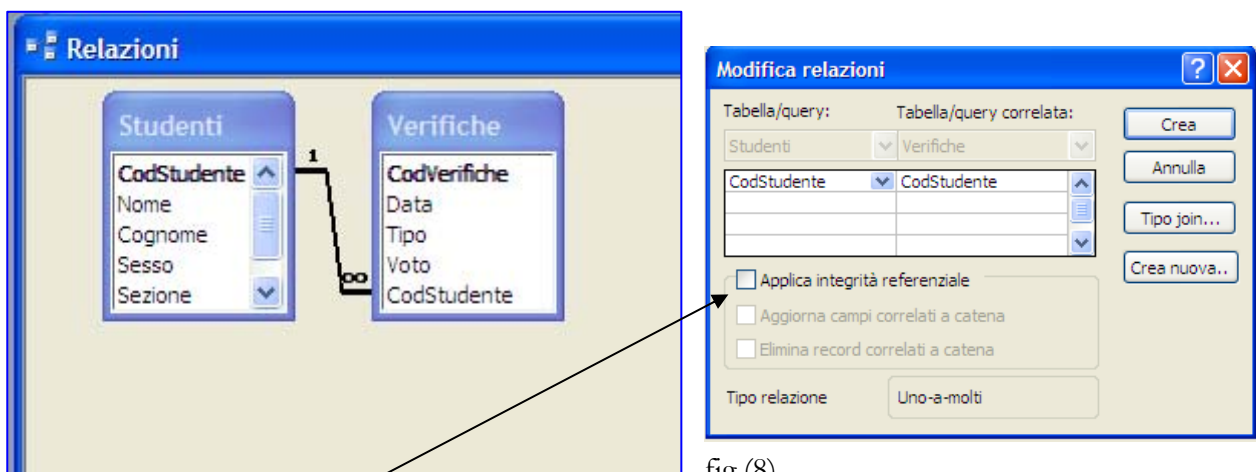 Relazioni
Studenti
CodStudente
Nome
Cognome
Sesso
Sezione
1
∞
Verifiche
CodVerifiche
Data
Tipo
Voto
CodStudente
Modifica relazioni
Tabella/query: Tabella/query correlata:
Studenti Verifiche
CodStudente CodStudente
Applica integrità referenziale
Aggiorna campi correlati a catena
Elimina record correlati a catena
Tipo relazione Uno-a-molti
Crea
Annulla
Tipo join...
Crea nuova..
fig (8)